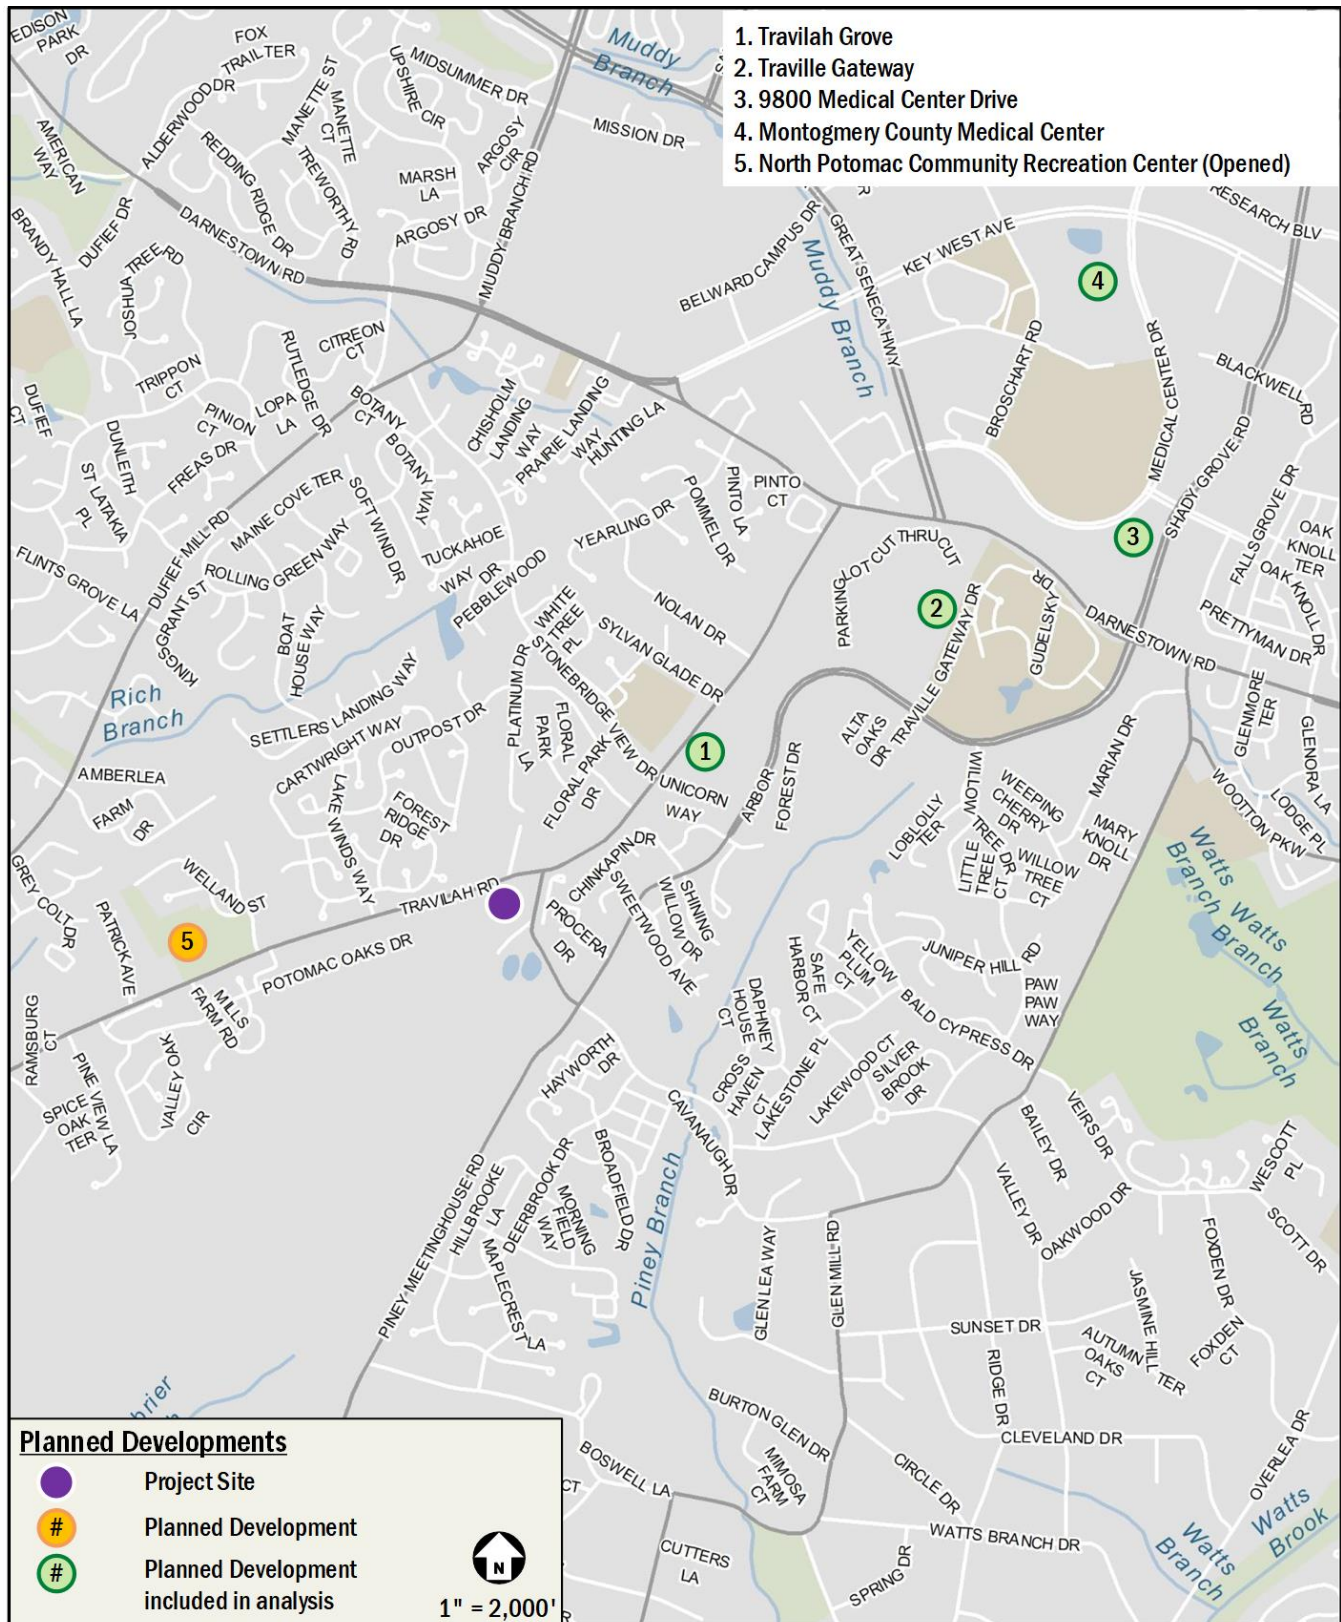 1. Travilah Grove
2. Traville Gateway
3. 9800 Medical Center Drive
4. Montogmery County Medical Center
5. North Potomac Community Recreation Center (Opened)
EDISON
PARK
DR
FOX
TRAIL TER
ALDERWOOD DR
MANETTE ST
MANETTE
CT
UPSHIRE CIR
MIDSUMMER DR
Muddy
Branch
MISSION DR
AMERICAN
WAY
REDDING RIDGE DR
TREWORTHY RD
MARSH
LA
ARGOSY
CIR
ARGOSY DR
MUDDY BRANCH RD
RESEARCH BLV
BRANDY HALL LA
DUFIEF DR
DARNESTOWN RD
JOSHUA
TREE RD
BELWARD CAMPUS DR
Muddy Branch
GREAT SENECA HWY
KEY WEST AVE
4
BROSCHART RD
MEDICAL CENTER DR
BLACKWELL
RD
CITREON
CT
RUTLEDGE DR
TRIPPON
CT
LOPA
LA
PINION
CT
FREAS DR
DUFIEF
CT
DUNLEITH
ST LATAKIA
PL
BOTANY
CT
BOTANY WAY
CHISHOLM
LANDING
WAY
PRAIRIE LANDING
WAY
HUNTING LA
PINTO LA
PINTO
CT
POMMEL DR
YEARLING DR
SHADY GROVE RD
FALLSGROVE DR
OAK
KNOLL
TER
OAK KNOLL DR
PRETTYMAN DR
3
MAINE COVE TER
SOFT WIND DR
DUFIEF MILL RD
ROLLING GREEN WAY
FLINTS GROVE LA
KINGS GRANT ST
BOAT
HOUSE WAY
TUCKAHOE
WAY
PEBBLEWOOD
DR
WHITE
TREE
PL
NOLAN DR
SYLVAN GLADE DR
STONEBRIDGE VIEW DR
PARKING LOT CUT THRU CUT
2
TRAVILLE GATEWAY DR
GUDELSKY DR
DARNESTOWN RD
GLENMORE
TER
GLENORA LA
Rich
Branch
SETTLERS LANDING WAY
CARTWRIGHT WAY
OUTPOST DR
PLATINUM DR
FLORAL
PARK
LA
FLORAL PARK
DR
1
UNICORN
WAY
ARBOR
FOREST DR
ALTA
OAKS
DR
MARIAN DR
WOOTTON PKW
LODGE PL
AMBERLEA
FARM
DR
LAKE WINDS WAY
FOREST
RIDGE
DR
LOBLOLLY
TER
WILLOW
TREE DR
WEEPING
CHERRY
DR
LITTLE
TREE
CT
WILLOW
TREE
CT
MARY
KNOLL
DR
Watts
Branch
GREY COLT DR
PATRICK AVE
WELLAND ST
5
TRAVILAH RD
CHINKAPIN DR
PROCERA
DR
SWEETWOOD AVE
SHINING
WILLOW DR
POTOMAC OAKS DR
MILLS
FARM RD
HARBOR CT
SAFE
YELLOW
PLUM
CT
JUNIPER HILL RD
BALD CYPRESS DR
PAW
PAW
WAY
Watts
Branch
Watts
Branch
RAMSBURG
CT
PINE VIEW LA
SPICE
OAK
TER
VALLEY OAK
CIR
DAPHNEY
HOUSE
CT
CROSS
HAVEN
CT
LAKESTONE PL
LAKEWOOD CT
SILVER
BROOK
DR
HAYWORTH
DR
CAVANAUGH DR
VEIRS DR
BAILEY DR
VALLEY DR
OAKWOOD DR
WESCOTT
PL
SCOTT DR
FOXDEN DR
PINEY MEETINGHOUSE RD
HILLBROOKE
LA
DEERBROOK DR
MORNING
FIELD
WAY
BROADFIELD DR
MAPLECREST LA
Piney Branch
GLEN LEA WAY
GLEN MILL RD
SUNSET DR
RIDGE DR
AUTUMN
OAKS
CT
JASMINE HILL
TER
FOXDEN
CT
brier
BURTON GLEN DR
MIMOSA
FARM
CT
CIRCLE DR
CLEVELAND DR
OVERLEA DR
BOSWELL LA
CT
CUTTERS
LA
SPRING DR
WATTS BRANCH DR
Watts
Branch
Watts
Brook
Planned Developments
Project Site
# Planned Development
# Planned Development
included in analysis
N
1" = 2,000'